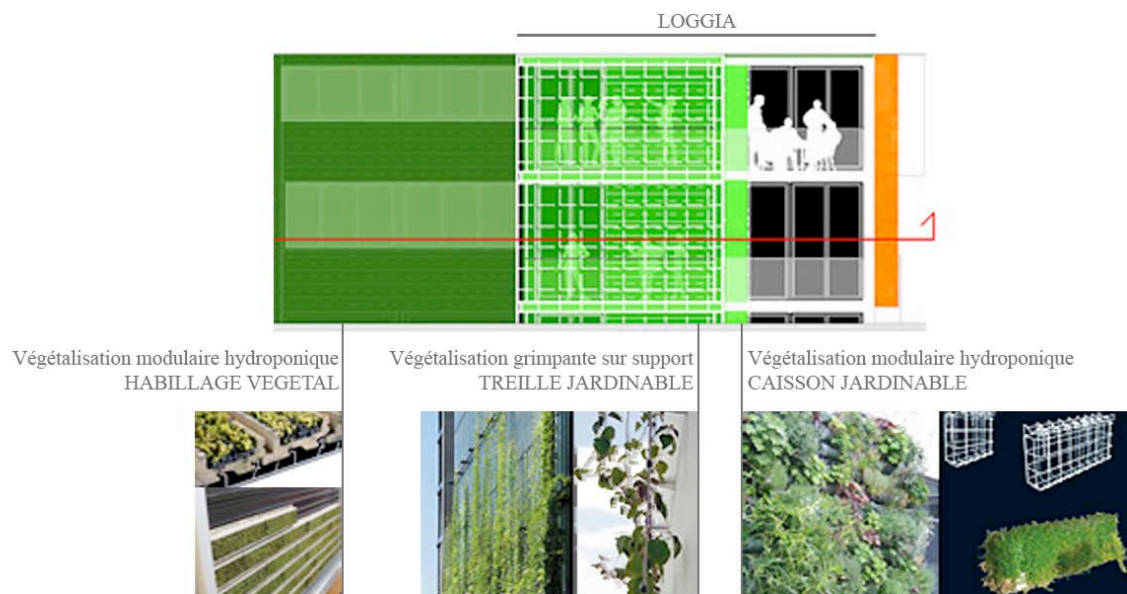 LOGGIA
Végétalisation modulaire hydroponique
HABILLAGE VEGETAL
Végétalisation grimpante sur support
TREILLE JARDINABLE
Végétalisation modulaire hydroponique
CAISSON JARDINABLE